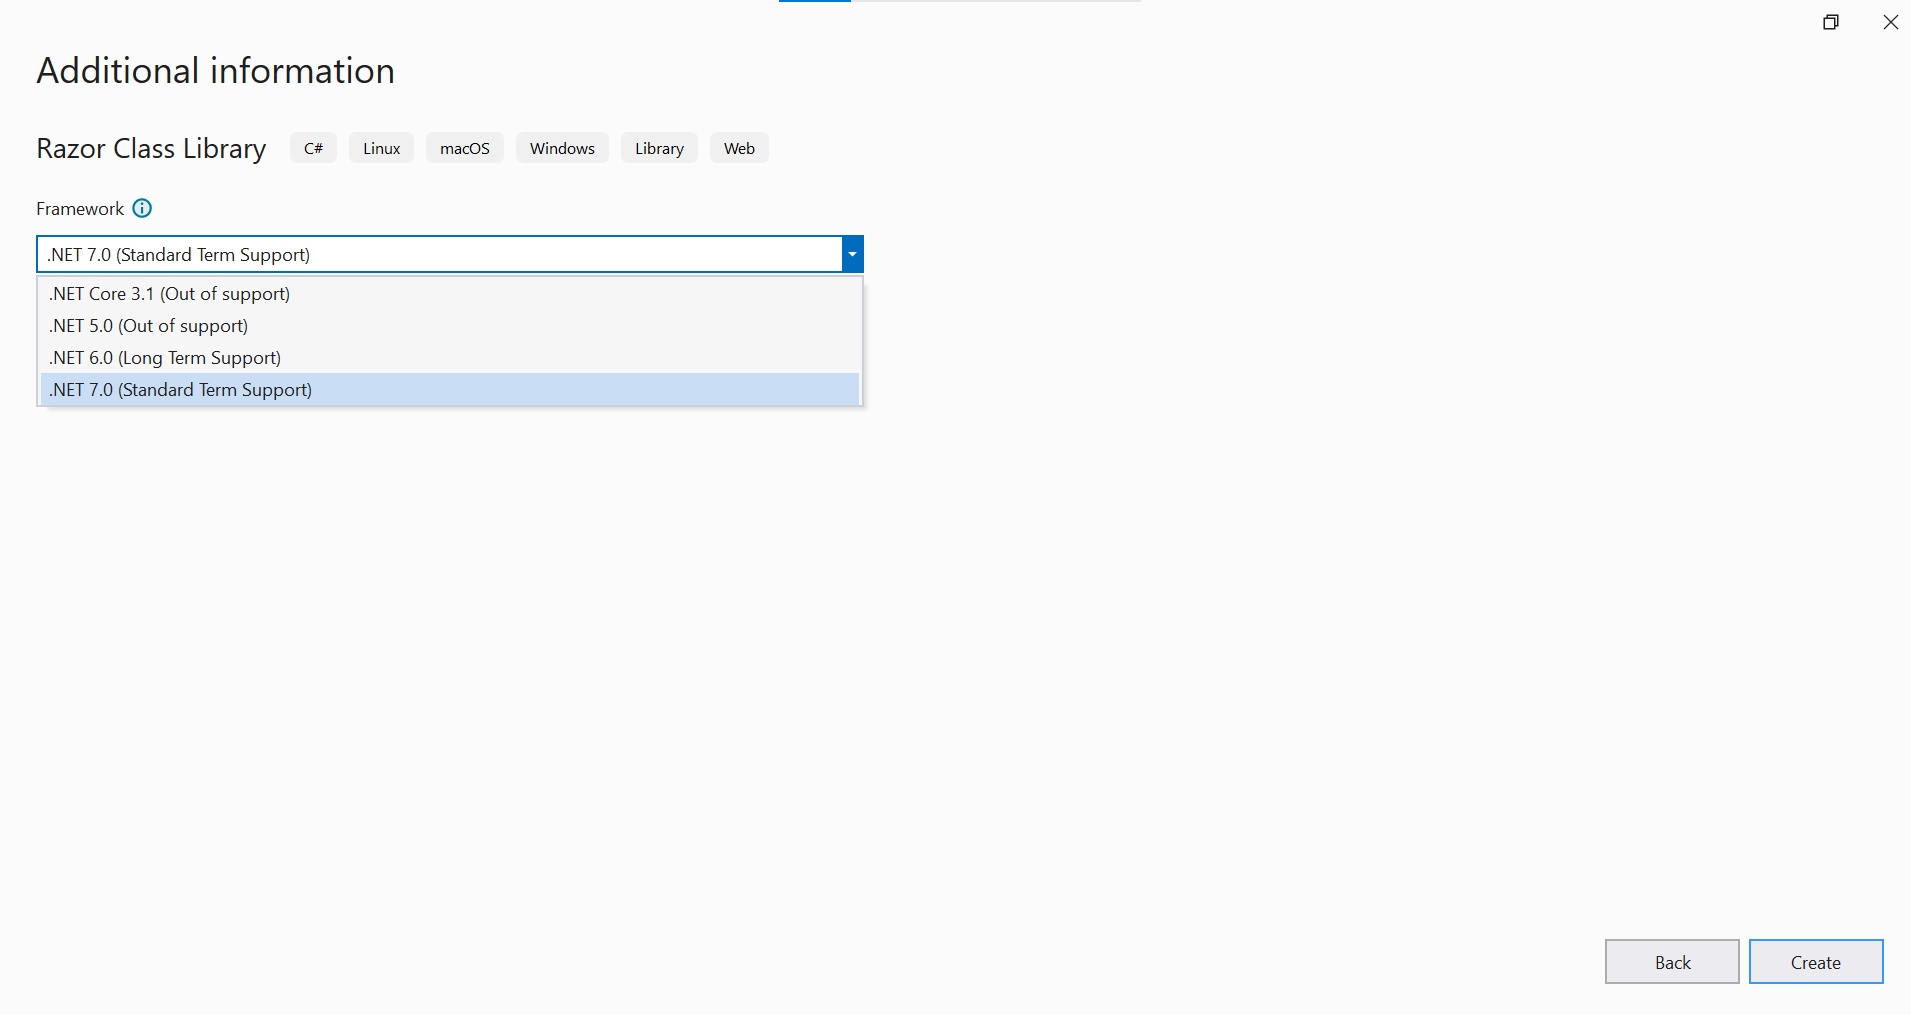 Additional information
Razor Class Library C# Linux macOS Windows Library Web
Framework
.NET 7.0 (Standard Term Support)
.NET Core 3.1 (Out of support)
.NET 5.0 (Out of support)
.NET 6.0 (Long Term Support)
.NET 7.0 (Standard Term Support)
Back Create